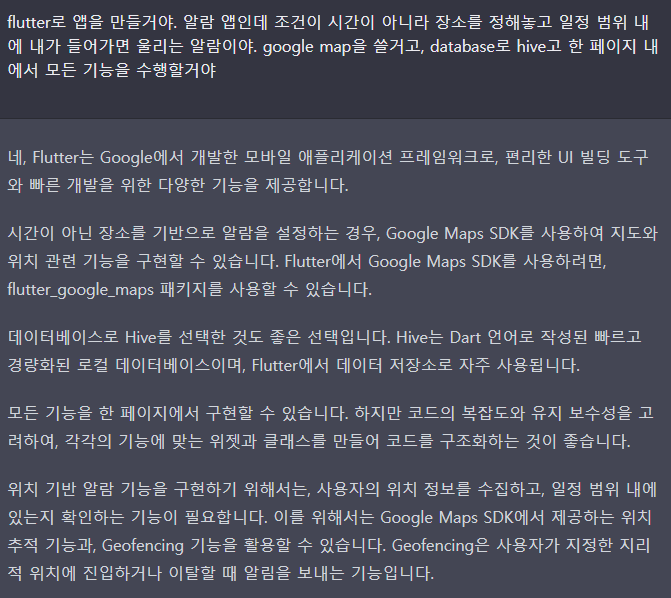 flutter로 앱을 만들거야. 알람 앱인데 조건이 시간이 아니라 장소를 정해놓고 일정 범위 내
에 내가 들어가면 울리는 알람이야. google map을 쓸거고, database로 hive고 한 페이지 내
에서 모든 기능을 수행할거야
네, Flutter는 Google에서 개발한 모바일 애플리케이션 프레임워크로, 편리한 UI 빌딩 도구
와 빠른 개발을 위한 다양한 기능을 제공합니다.
시간이 아닌 장소를 기반으로 알람을 설정하는 경우, Google Maps SDK를 사용하여 지도와
위치 관련 기능을 구현할 수 있습니다. Flutter에서 Google Maps SDK를 사용하려면,
flutter_google_maps 패키지를 사용할 수 있습니다.
데이터베이스로 Hive를 선택한 것도 좋은 선택입니다. Hive는 Dart 언어로 작성된 빠르고
경량화된 로컬 데이터베이스이며, Flutter에서 데이터 저장소로 자주 사용됩니다.
모든 기능을 한 페이지에서 구현할 수 있습니다. 하지만 코드의 복잡도와 유지 보수성을 고
려하여, 각각의 기능에 맞는 위젯과 클래스를 만들어 코드를 구조화하는 것이 좋습니다.
위치 기반 알람 기능을 구현하기 위해서는, 사용자의 위치 정보를 수집하고, 일정 범위 내에
있는지 확인하는 기능이 필요합니다. 이를 위해서는 Google Maps SDK에서 제공하는 위치
추적 기능과, Geofencing 기능을 활용할 수 있습니다. Geofencing은 사용자가 지정한 지리
적 위치에 진입하거나 이탈할 때 알림을 보내는 기능입니다.